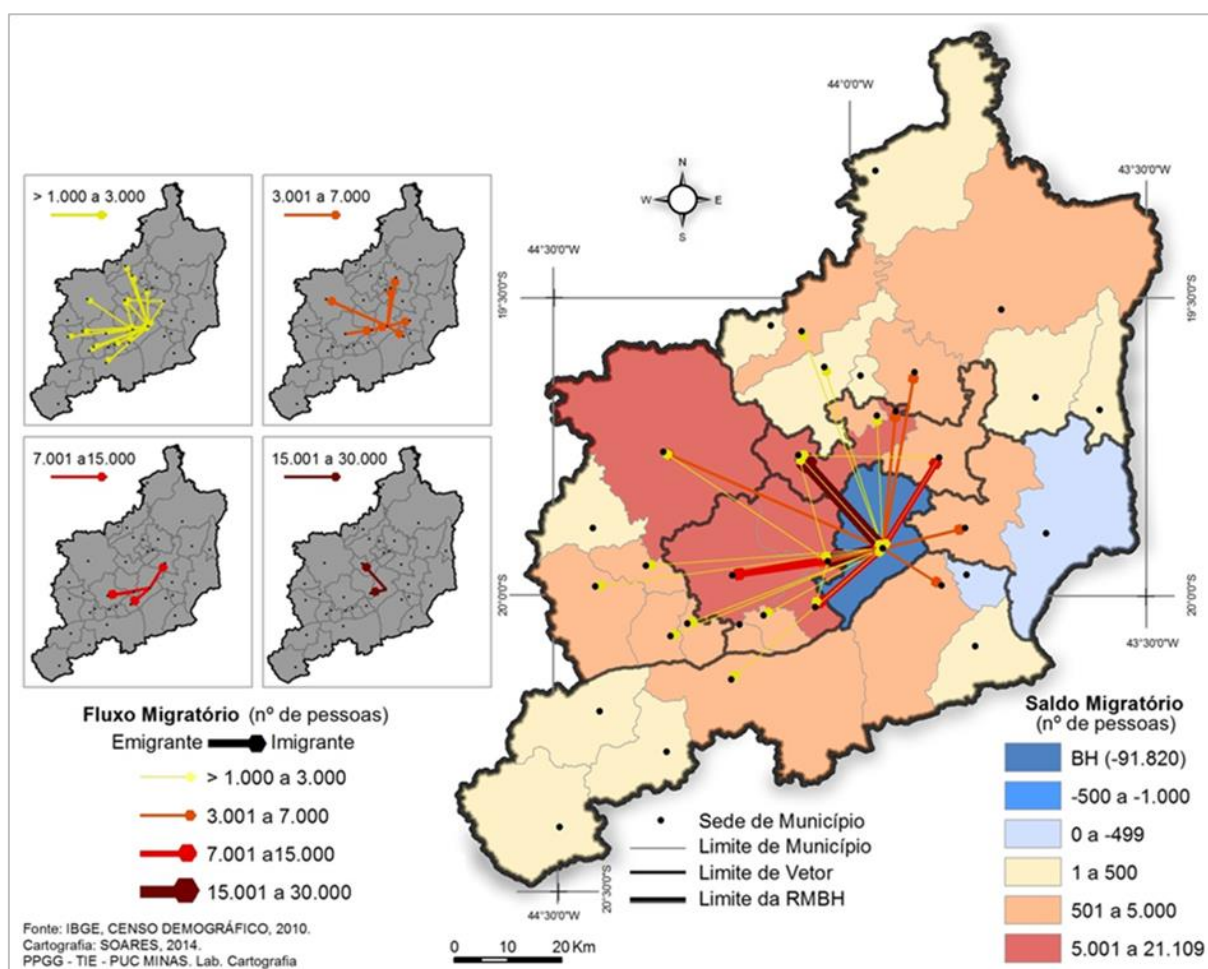 > 1.000 a 3.000
3.001 a 7.000
7.001 a15.000
15.001 a 30.000
N
W E
S
44°0'0"W
43°30'0"W
44°30'0"W
19°30'0"S
19°30'0"S
20°0'0"S
20°0'0"S
43°30'0"W
44°30'0"W
20°30'0"S
Fluxo Migratório (nº de pessoas)
Emigrante Imigrante
> 1.000 a 3.000
3.001 a 7.000
7.001 a15.000
15.001 a 30.000
Fonte: IBGE, CENSO DEMOGRÁFICO, 2010.
Cartografia: SOARES, 2014.
PPGG - TIE - PUC MINAS. Lab. Cartografia
Sede de Município
Limite de Município
Limite de Vetor
Limite da RMBH
0 10 20 Km
Saldo Migratório
(nº de pessoas)
BH (-91.820)
-500 a -1.000
0 a -499
1 a 500
501 a 5.000
5.001 a 21.109